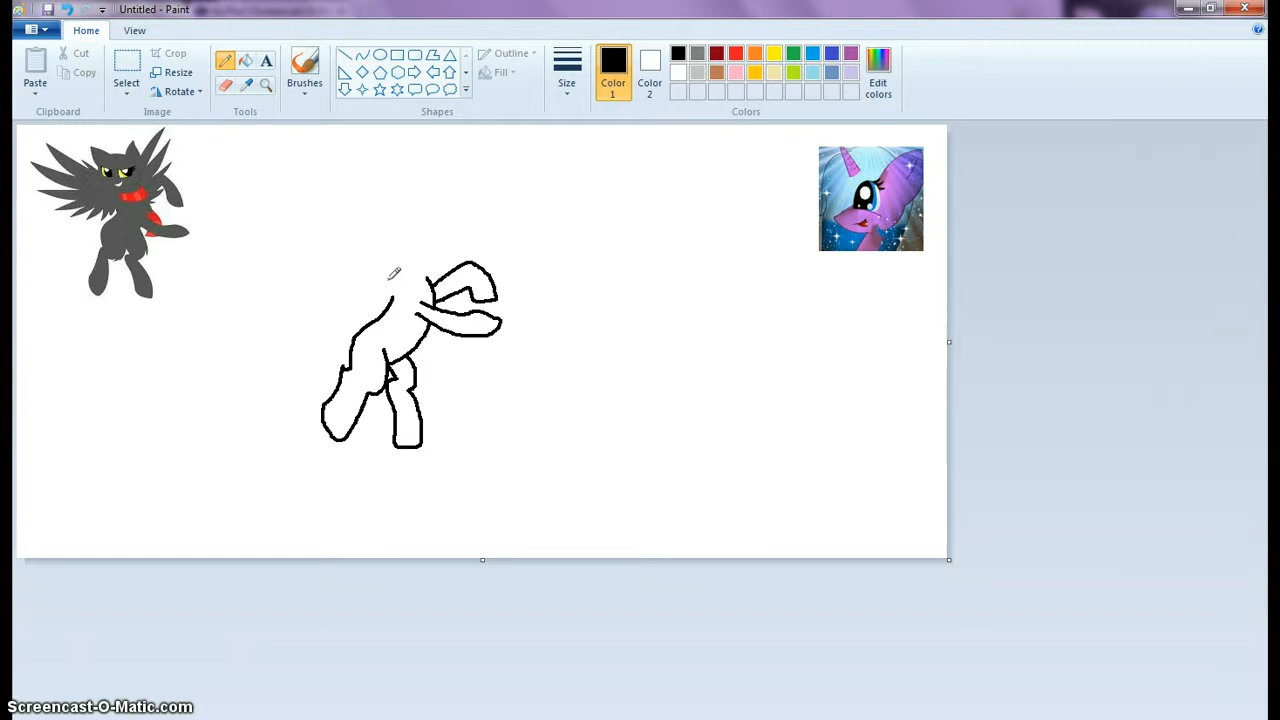 Untitled - Paint
Home View
Paste
Cut
Copy
Clipboard
Select
Crop
Resize
Rotate
Image
A
Tools
Brushes
Outline
Fill
Shapes
Size
Color 1
Color 2
Edit colors
Colors
Screencast-O-Matic.com